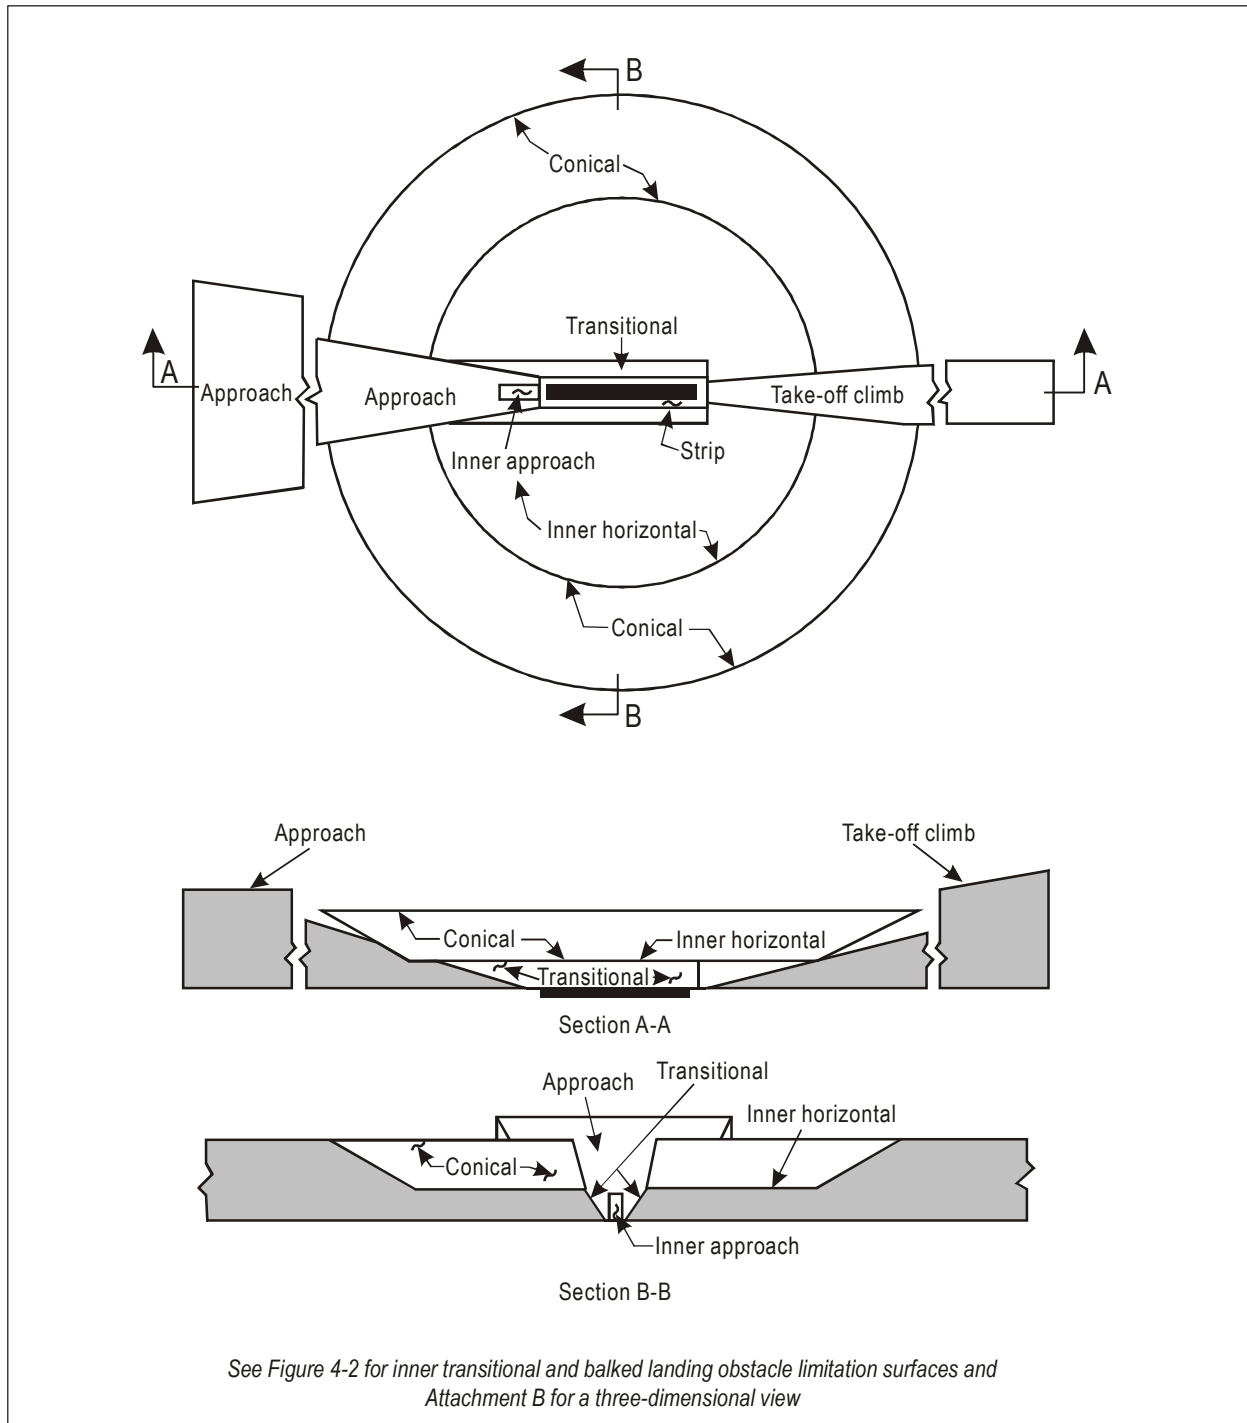 B
Conical
Transitional
A
Approach
Approach
Take-off climb
A
Inner approach
Strip
Inner horizontal
Conical
B
Approach
Take-off climb
Conical
Inner horizontal
Transitional
Section A-A
Transitional
Approach
Inner horizontal
Conical
Inner approach
Section B-B
See Figure 4-2 for inner transitional and balked landing obstacle limitation surfaces and
Attachment B for a three-dimensional view